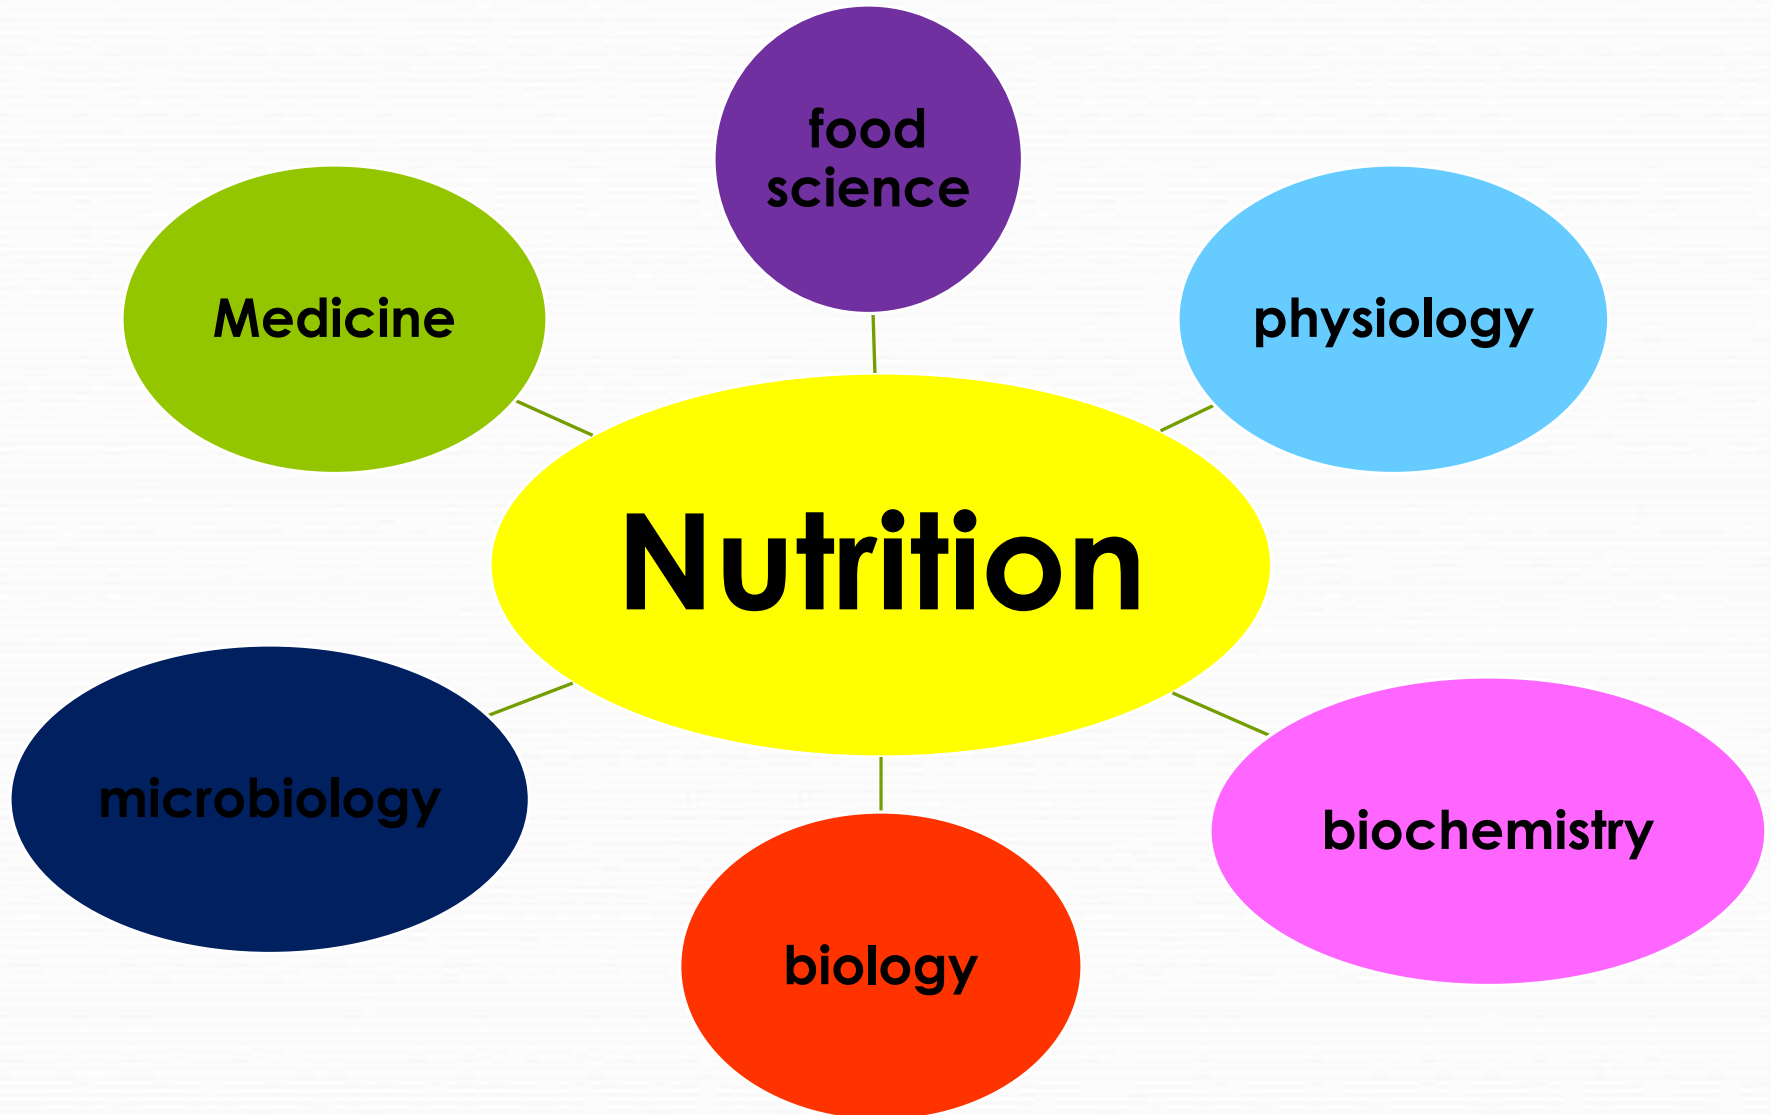 food
science
Medicine
physiology
Nutrition
microbiology
biochemistry
biology